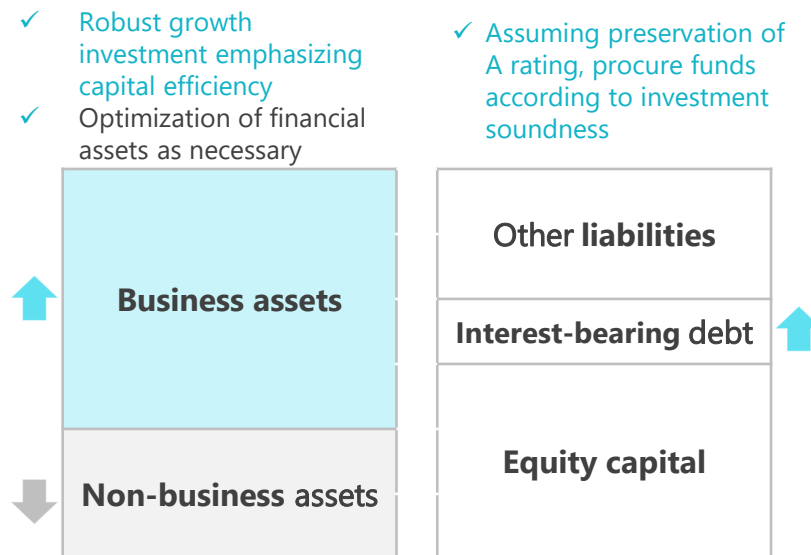 ✓ Robust growth
investment emphasizing
capital efficiency
✓ Optimization of financial
assets as necessary
✓ Assuming preservation of
A rating, procure funds
according to investment
soundness
Business assets
Non-business assets
Other liabilities
Interest-bearing debt
Equity capital